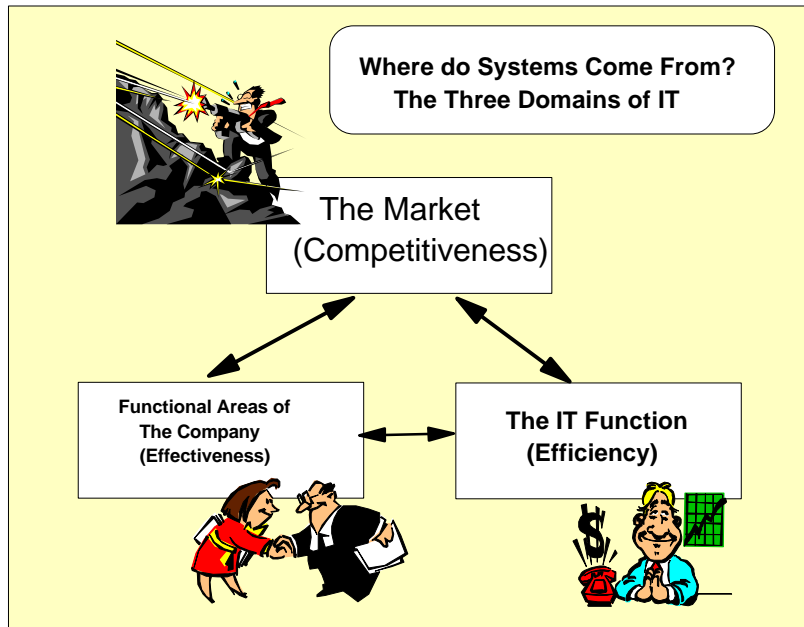 Where do Systems Come From?
The Three Domains of IT
The Market
(Competitiveness)
Functional Areas of
The Company
(Effectiveness)
The IT Function
(Efficiency)
$